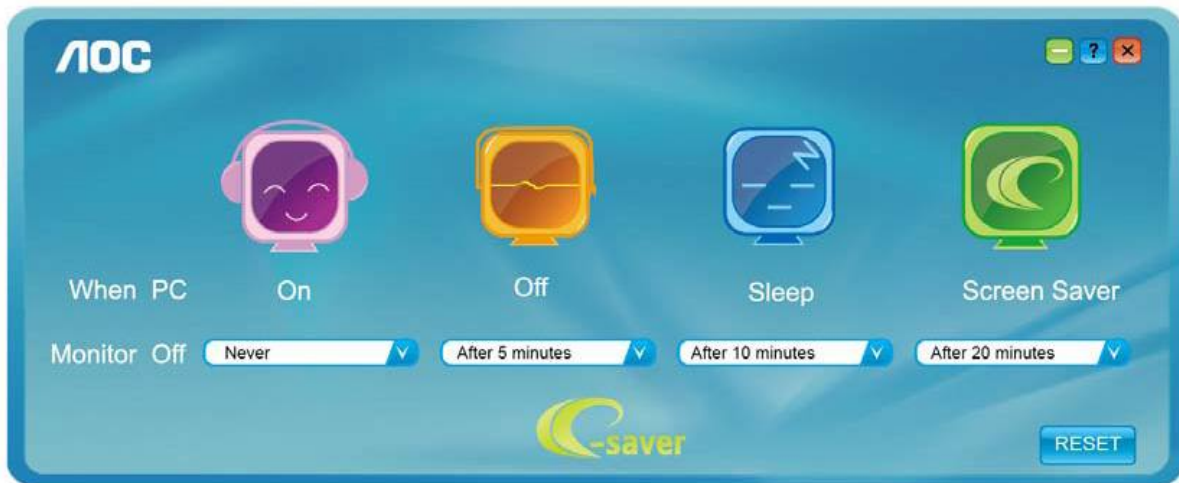 AOC
?
When PC On Off Sleep Screen Saver
Monitor Off Never After 5 minutes After 10 minutes After 20 minutes
e-saver
RESET